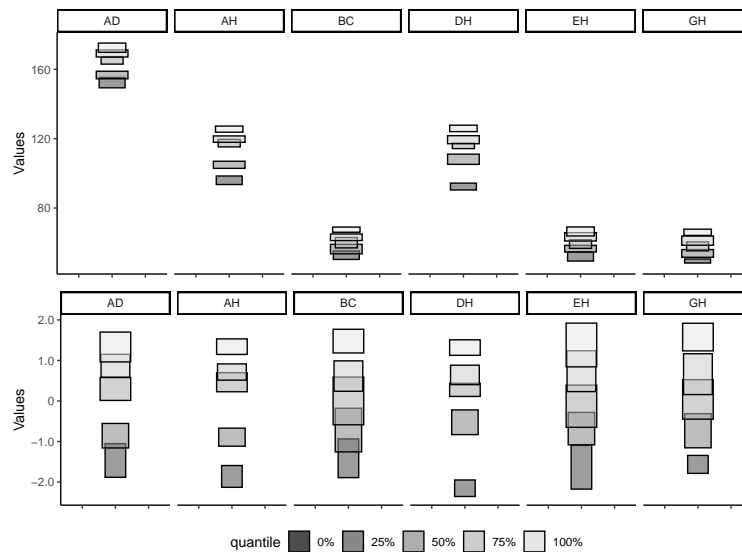 AD AH BC DH EH GH
160
120
80
Values
AD AH BC DH EH GH
2.0
1.0
0
−1.0
−2.0
Values
quantile 0% 25% 50% 75% 100%